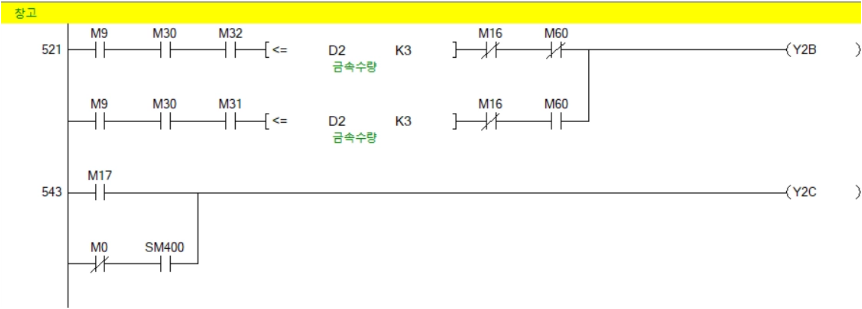 창고
M9 M30 M32 M16 M60
521 [<= D2 K3 ] (Y2B )
금속수량
M9 M30 M31 M16 M60
[<= D2 K3 ]
금속수량
M17
543 (Y2C )
M0 SM400